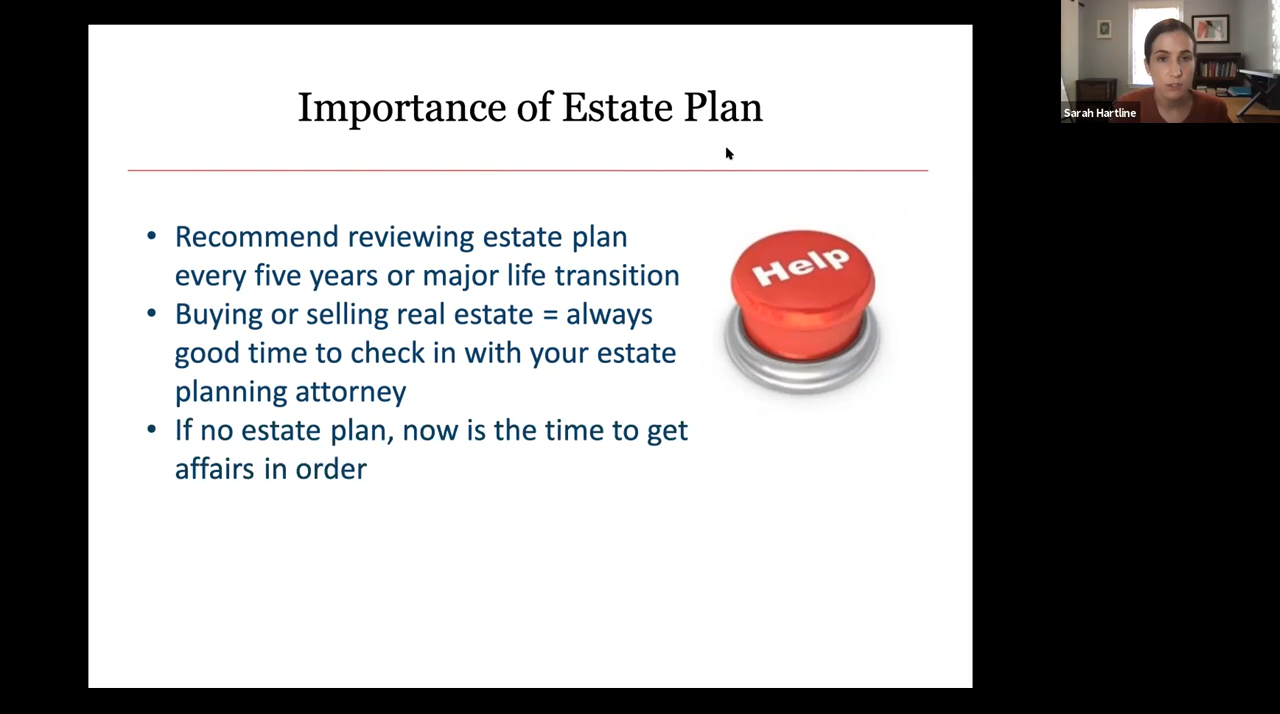 Importance of Estate Plan
• Recommend reviewing estate plan
every five years or major life transition
• Buying or selling real estate = always
good time to check in with your estate
planning attorney
• If no estate plan, now is the time to get
affairs in order
Help
Sarah Hartline